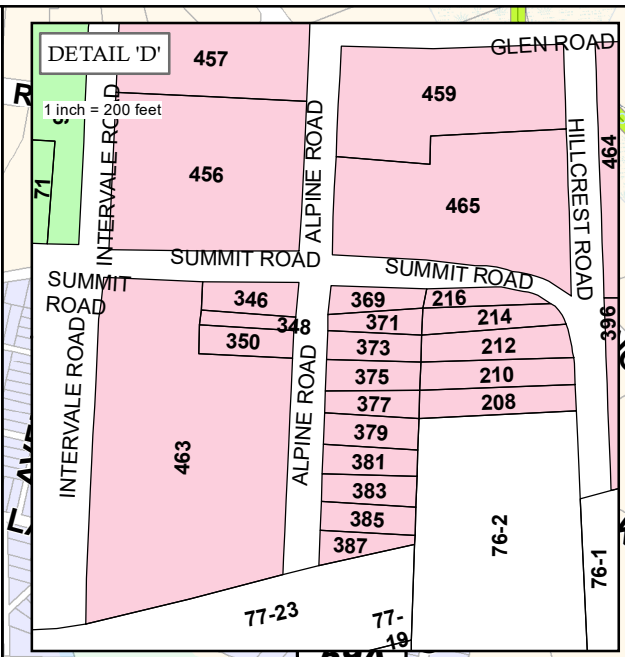 DETAIL 'D'
1 inch = 200 feet
GLEN ROAD
457
459
464
71
INTERVALE ROAD
456
ALPINE ROAD
465
HILLCREST ROAD
SUMMIT ROAD
SUMMIT ROAD
SUMMIT
ROAD
346
348
350
369
371
373
375
377
379
381
383
385
387
216
214
212
210
208
396
INTERVALE ROAD
463
ALPINE ROAD
76-2
76-1
77-23
77-
19